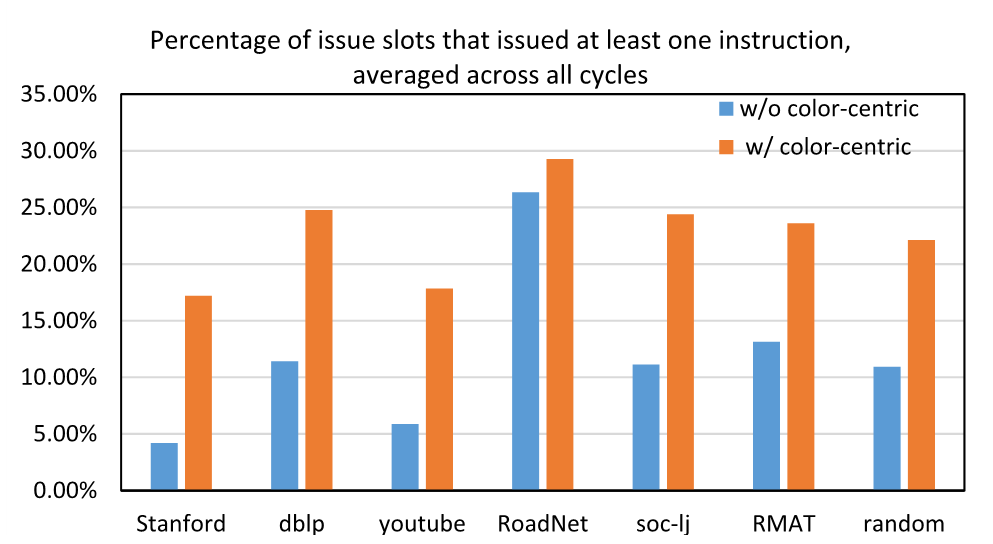 Percentage of issue slots that issued at least one instruction,
averaged across all cycles
35.00%
30.00%
25.00%
20.00%
15.00%
10.00%
5.00%
0.00%
w/o color-centric
w/ color-centric
Stanford dblp youtube RoadNet soc-lj RMAT random